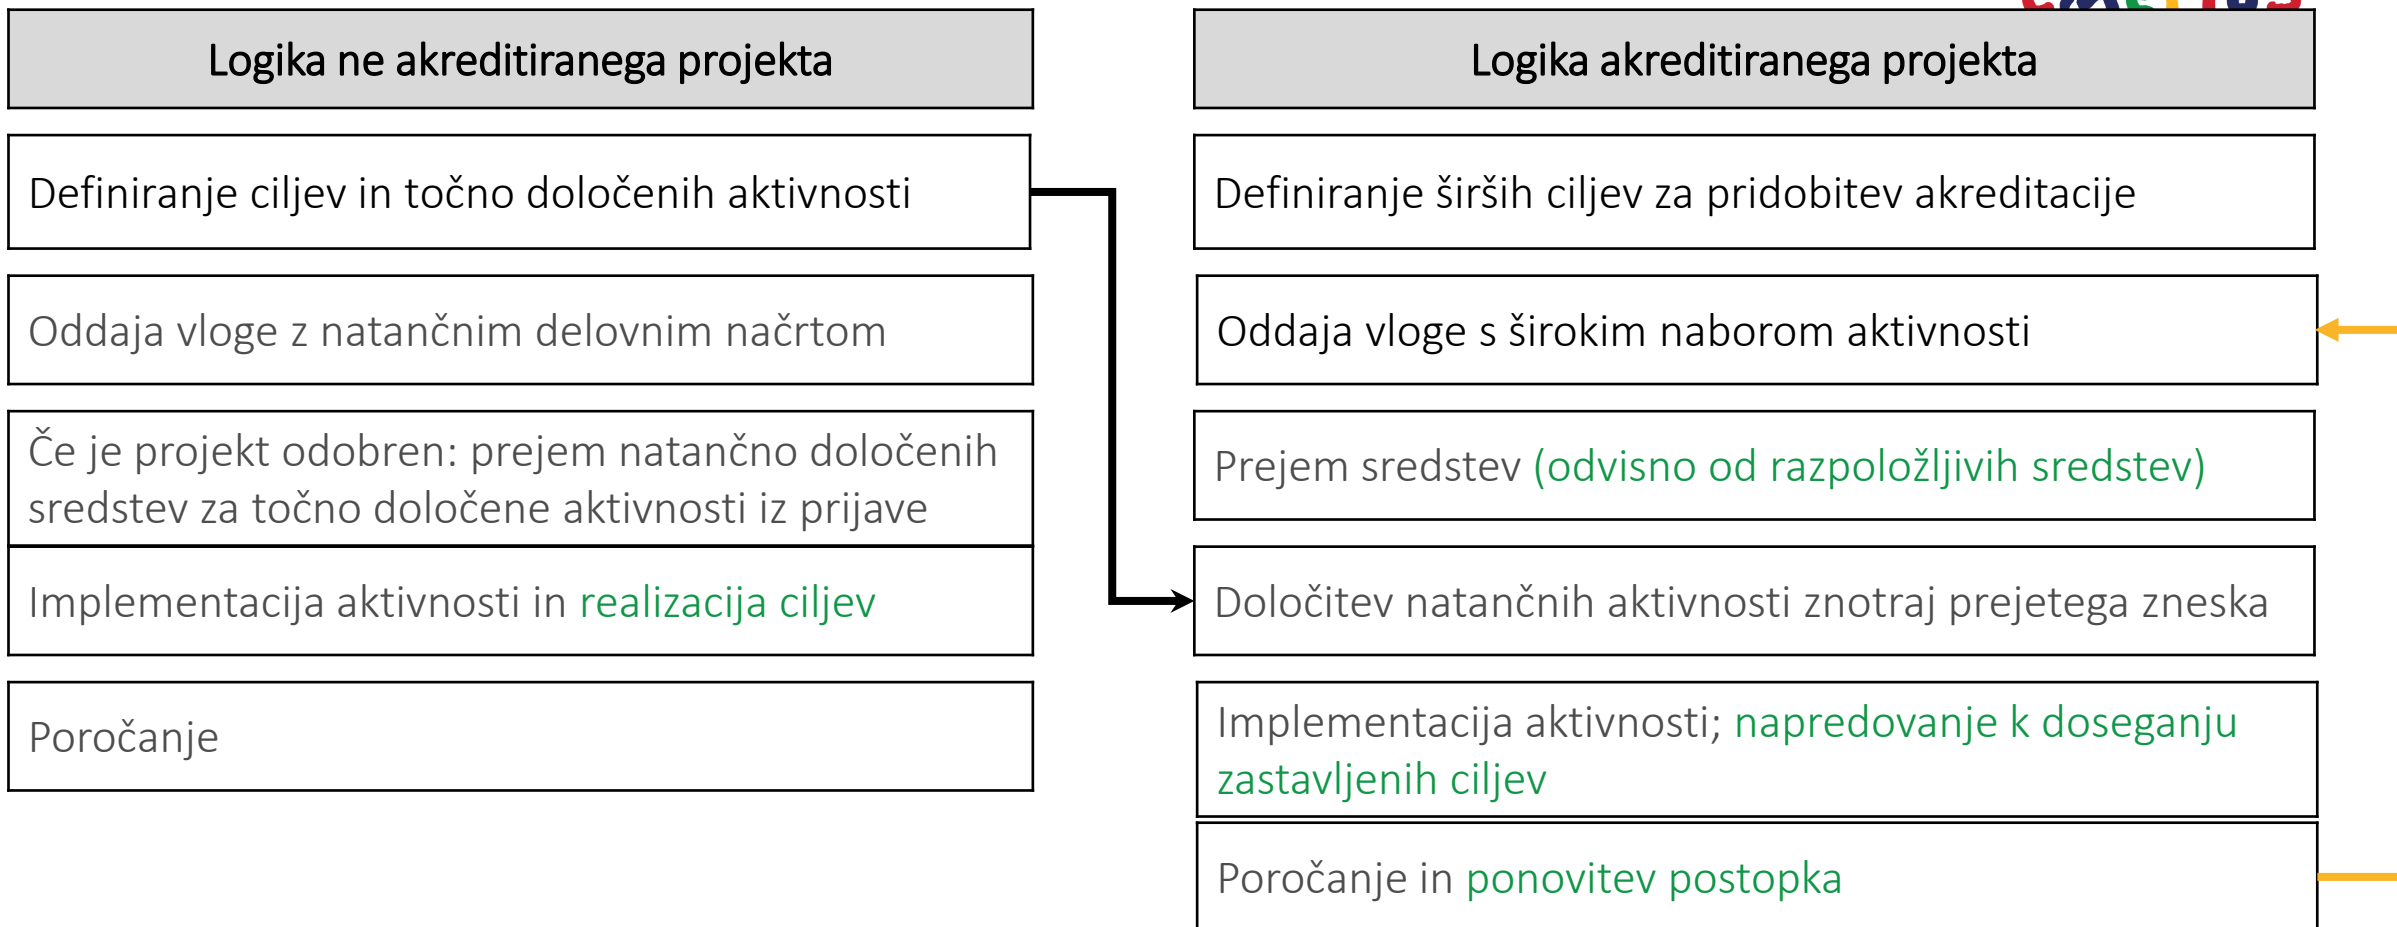 Logika ne akreditiranega projekta
Definiranje ciljev in točno določenih aktivnosti
Oddaja vloge z natančnim delovnim načrtom
Če je projekt odobren: prejem natančno določenih
sredstev za točno določene aktivnosti iz prijave
Implementacija aktivnosti in realizacija ciljev
Poročanje
Logika akreditiranega projekta
Definiranje širših ciljev za pridobitev akreditacije
Oddaja vloge s širokim naborom aktivnosti
Prejem sredstev (odvisno od razpoložljivih sredstev)
Določitev natančnih aktivnosti znotraj prejetega zneska
Implementacija aktivnosti; napredovanje k doseganju
zastavljenih ciljev
Poročanje in ponovitev postopka